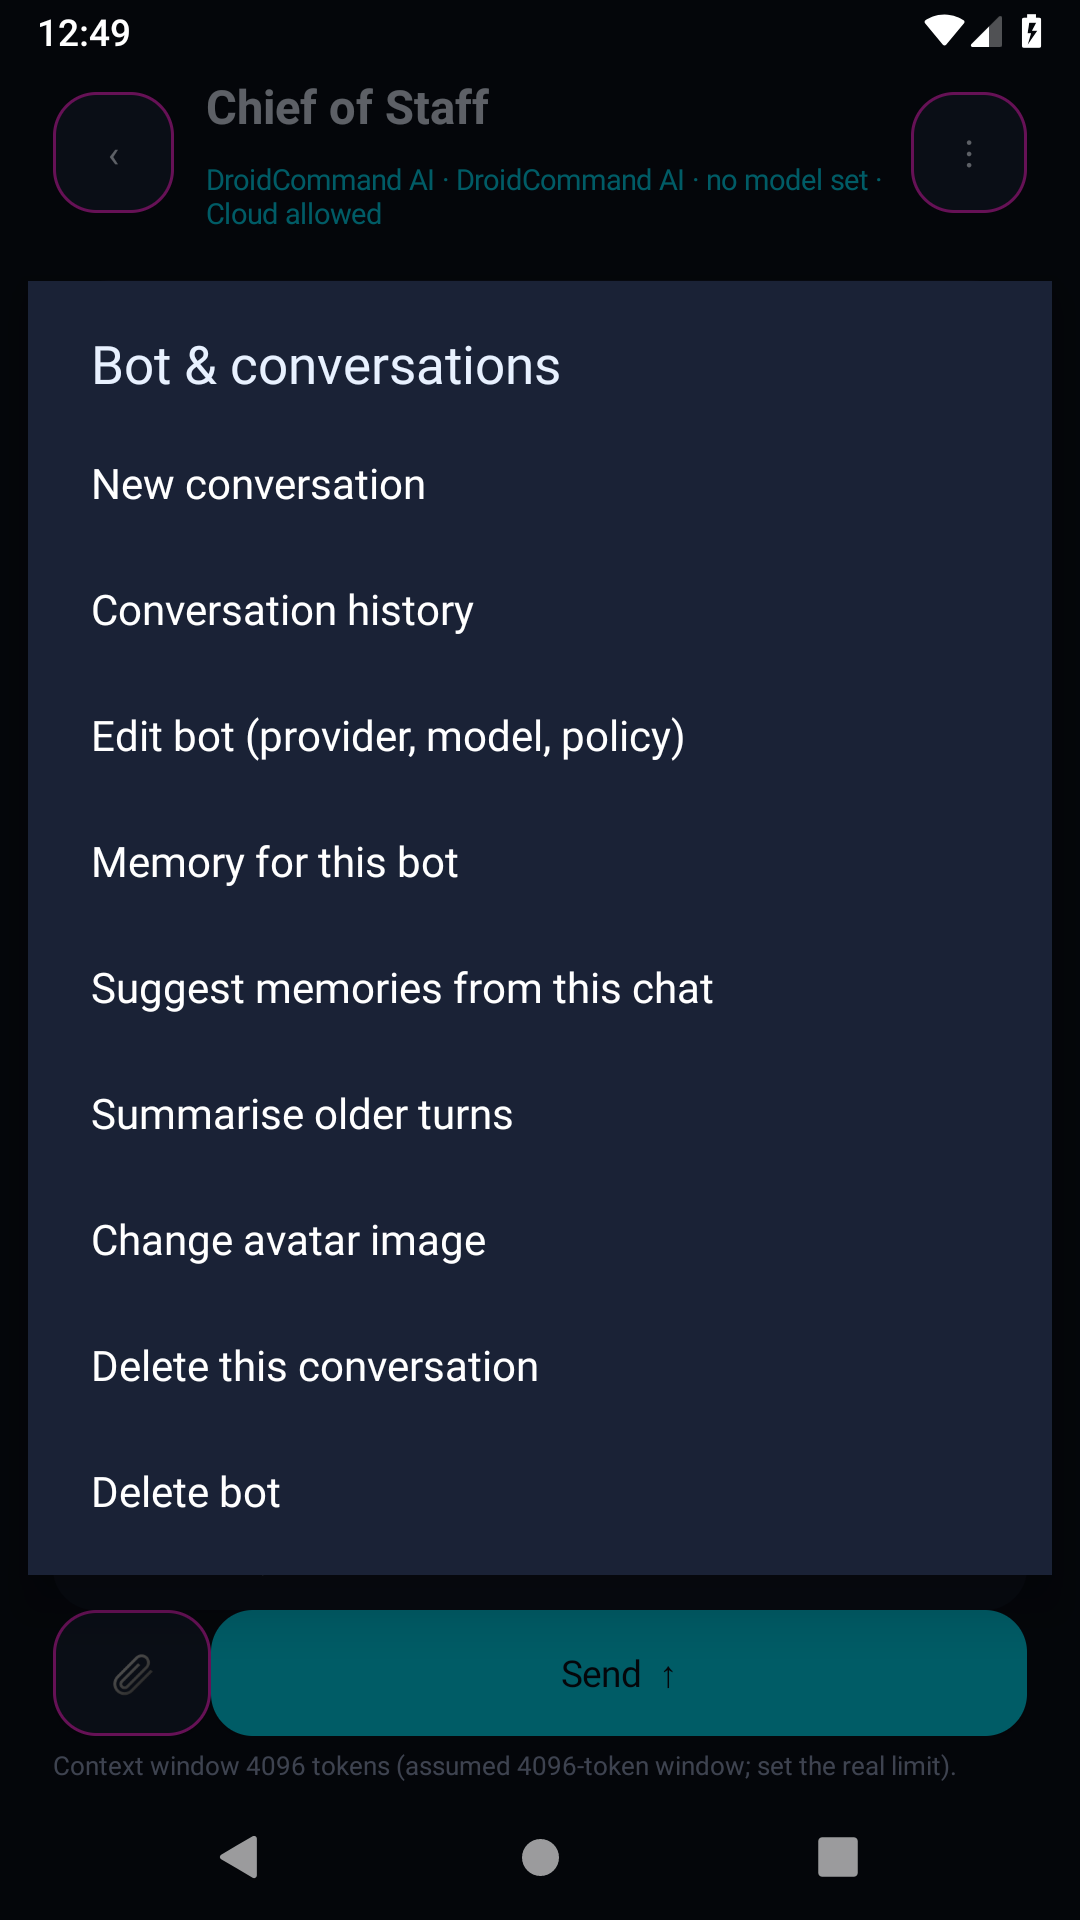 12:49
Chief of Staff
DroidCommand AI · DroidCommand AI · no model set ·
Cloud allowed
Bot & conversations
New conversation
Conversation history
Edit bot (provider, model, policy)
Memory for this bot
Suggest memories from this chat
Summarise older turns
Change avatar image
Delete this conversation
Delete bot
Send ↑
Context window 4096 tokens (assumed 4096-token window; set the real limit).